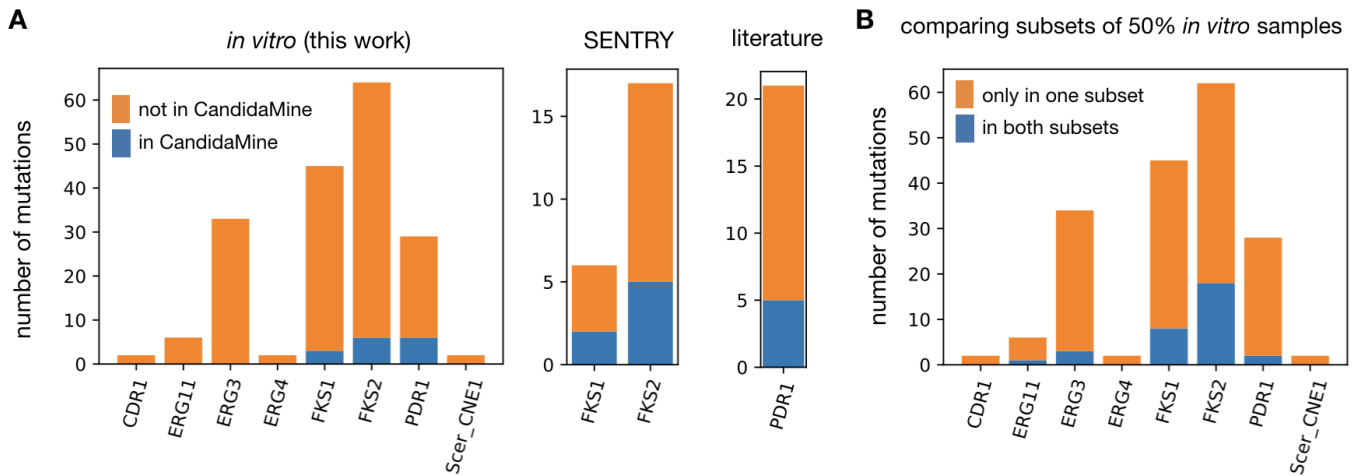 A
in vitro (this work)
SENTRY
literature
number of mutations
60
50
40
30
20
10
0
not in CandidaMine
in CandidaMine
CDR1
ERG11
ERG3
ERG4
FKS1
FKS2
PDR1
Scer_CNE1
15
10
5
0
FKS1
FKS2
20
15
10
5
0
PDR1
B
comparing subsets of 50% in vitro samples
number of mutations
60
50
40
30
20
10
0
only in one subset
in both subsets
CDR1
ERG11
ERG3
ERG4
FKS1
FKS2
PDR1
Scer_CNE1